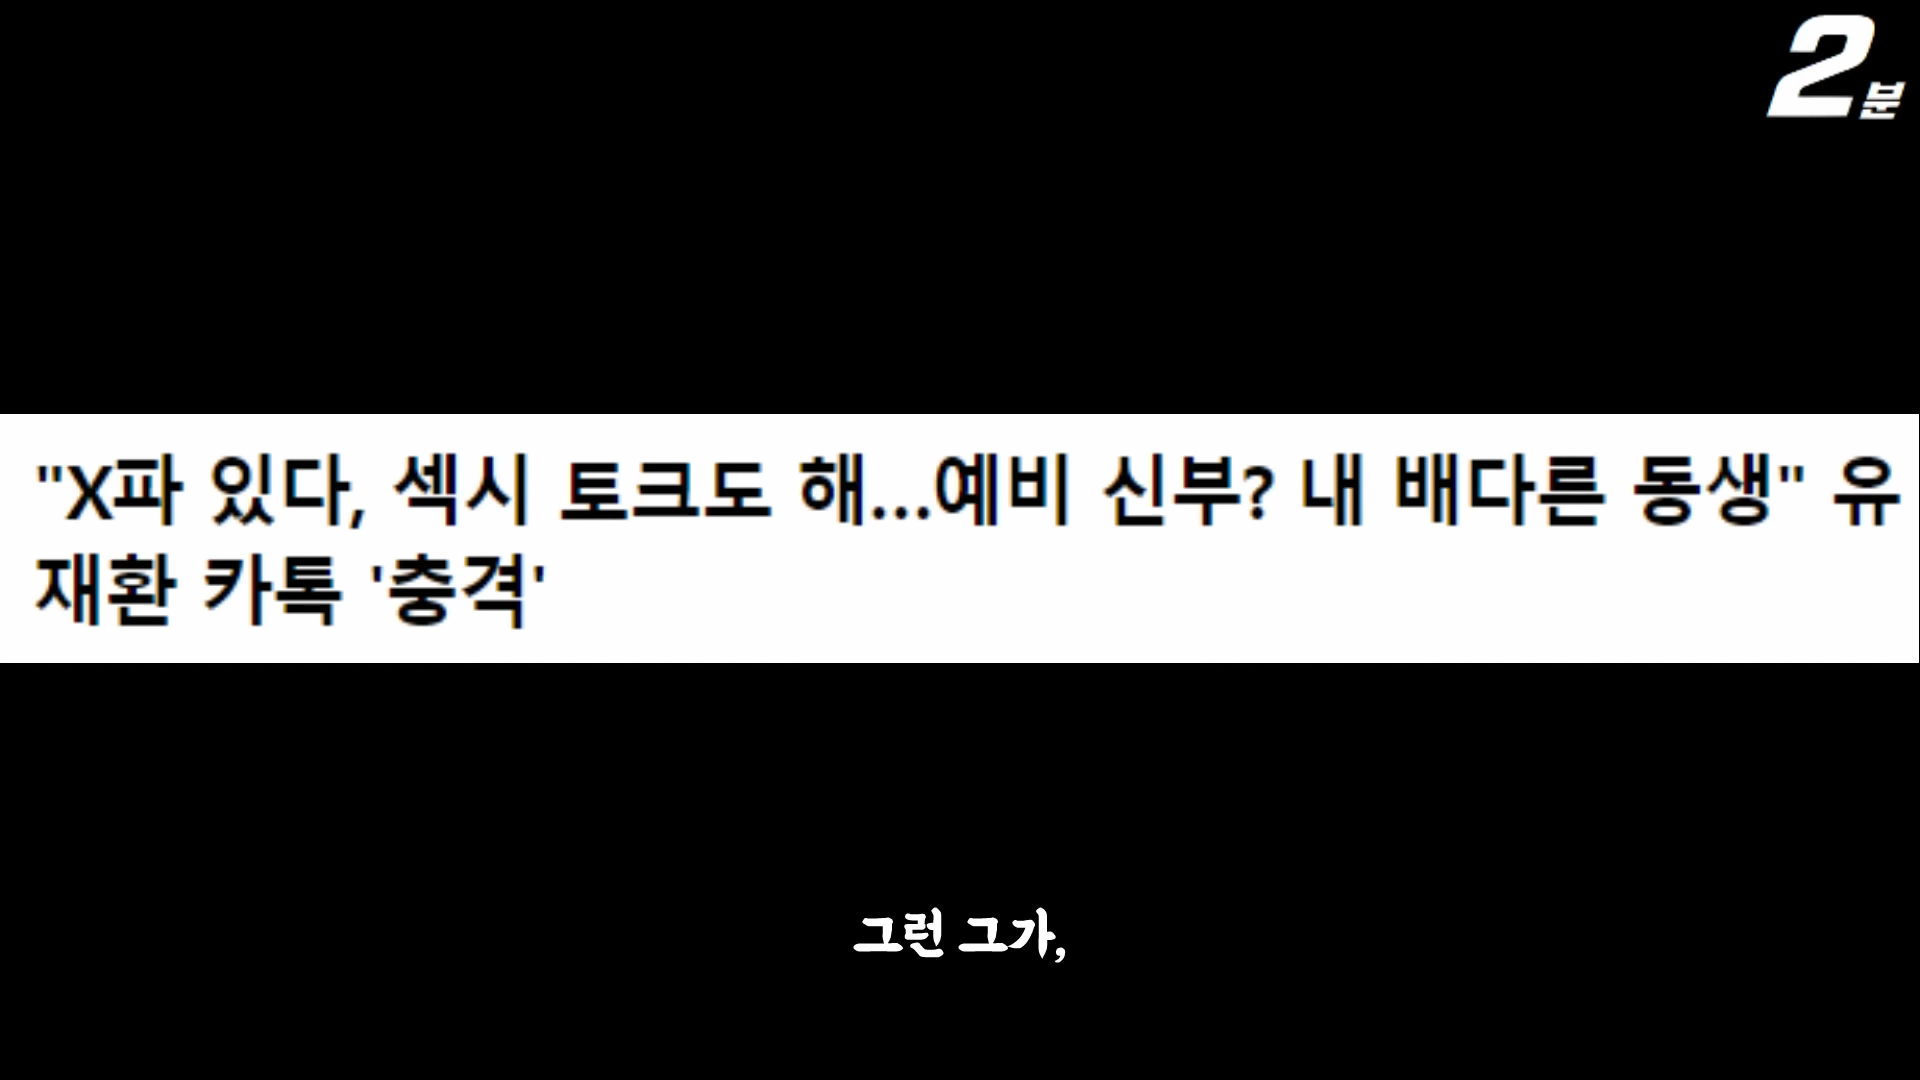 2분
"X파 있다, 섹시 토크도 해...예비 신부? 내 배다른 동생" 유
재환 카톡 '충격'
그런 그가,